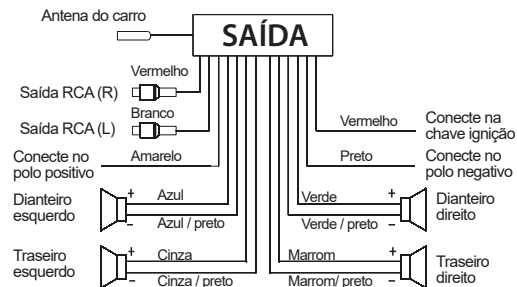 Antena do carro
SAÍDA
Vermelho
Saída RCA (R)
Branco
Saída RCA (L)
Vermelho
Conecte na
chave ignição
Conecte no
polo positivo
Amarelo
Preto
Conecte no
polo negativo
Dianteiro
esquerdo
+
Azul
–
Azul / preto
Verde
+
Verde / preto
–
Dianteiro
direito
Traseiro
esquerdo
+
Cinza
–
Cinza / preto
Marrom
+
Marrom/ preto
–
Traseiro
direito